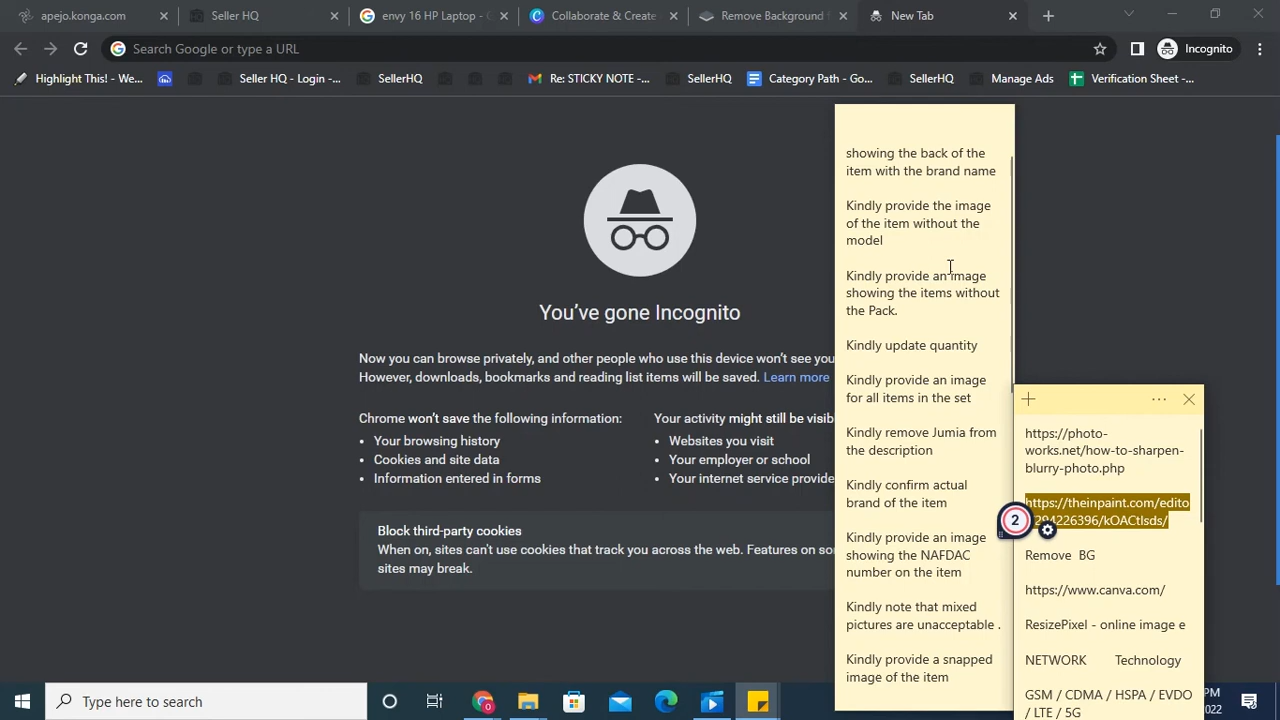 apejo.konga.com
Seller HQ
envy 16 HP Laptop -
Collaborate & Create
Remove Background
New Tab
Search Google or type a URL
Incognito
Highlight This! - We...
Seller HQ - Login -...
SellerHQ
Re: STICKY NOTE -...
SellerHQ
Category Path - Go...
SellerHQ
Manage Ads
Verification Sheet -...
You've gone Incognito
Now you can browse privately, and other people who use this device won't see you
However, downloads, bookmarks and reading list items will be saved. Learn more
Chrome won't save the following information:
• Your browsing history
• Cookies and site data
• Information entered in forms
Your activity might still be visib
• Websites you visit
• Your employer or school
• Your internet service provide
Block third-party cookies
When on, sites can't use cookies that track you across the web. Features on so
sites may break.
showing the back of the
item with the brand name
Kindly provide the image
of the item without the
model
Kindly provide an image
showing the items without
the Pack.
Kindly update quantity
Kindly provide an image
for all items in the set
Kindly remove Jumia from
the description
Kindly confirm actual
brand of the item
Kindly provide an image
showing the NAFDAC
number on the item
Kindly note that mixed
pictures are unacceptable .
Kindly provide a snapped
image of the item
https://photo-
works.net/how-to-sharpen-
blurry-photo.php
https://theinpaint.com/edito
294226396/kOACtlsds/
2
Remove BG
https://www.canva.com/
ResizePixel - online image e
NETWORK Technology
GSM / CDMA / HSPA / EVDO
/ LTE / 5G
Type here to search
PM
2022